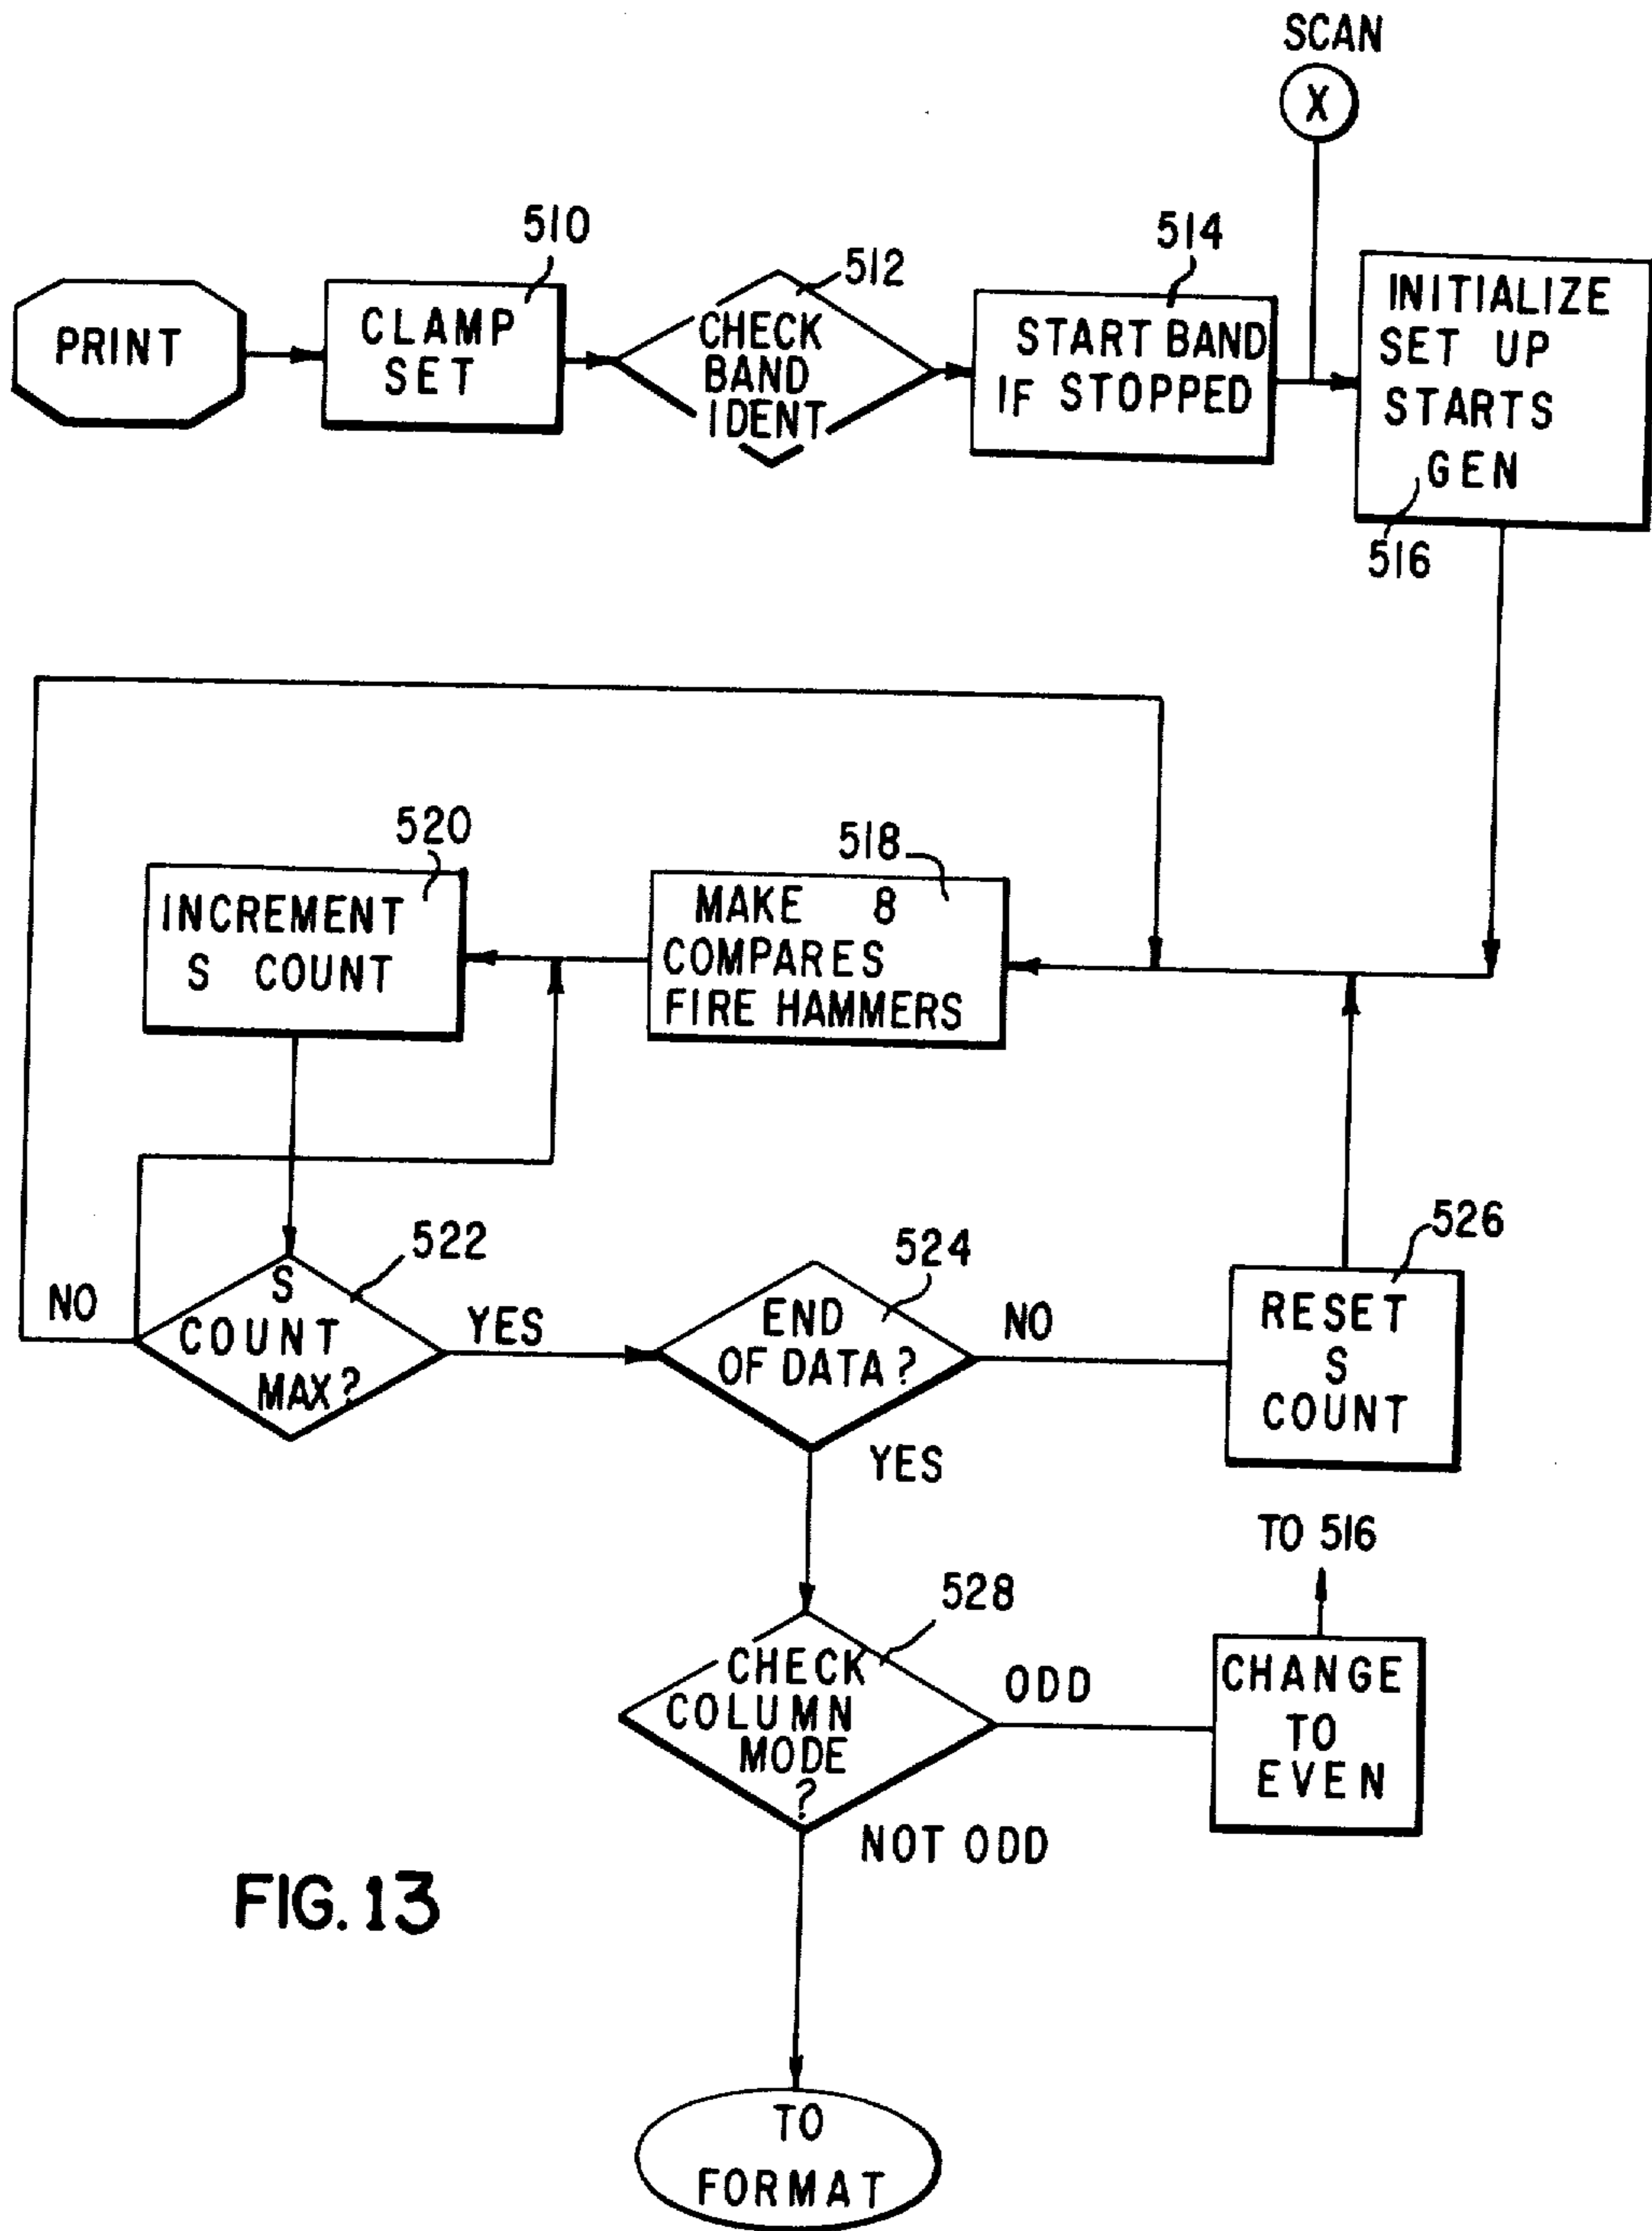 SCAN
X
510
512
514
PRINT
CLAMP
SET
CHECK
BAND
IDENT
START BAND
IF STOPPED
INITIALIZE
SET UP
STARTS
GEN
516
520
518
INCREMENT
S COUNT
MAKE 8
COMPARES
FIRE HAMMERS
522
524
526
NO
S
COUNT
MAX?
YES
END
OF DATA?
NO
RESET
S
COUNT
YES
TO 516
528
CHECK
COLUMN
MODE
?
ODD
CHANGE
TO
EVEN
NOT ODD
FIG. 13
TO
FORMAT